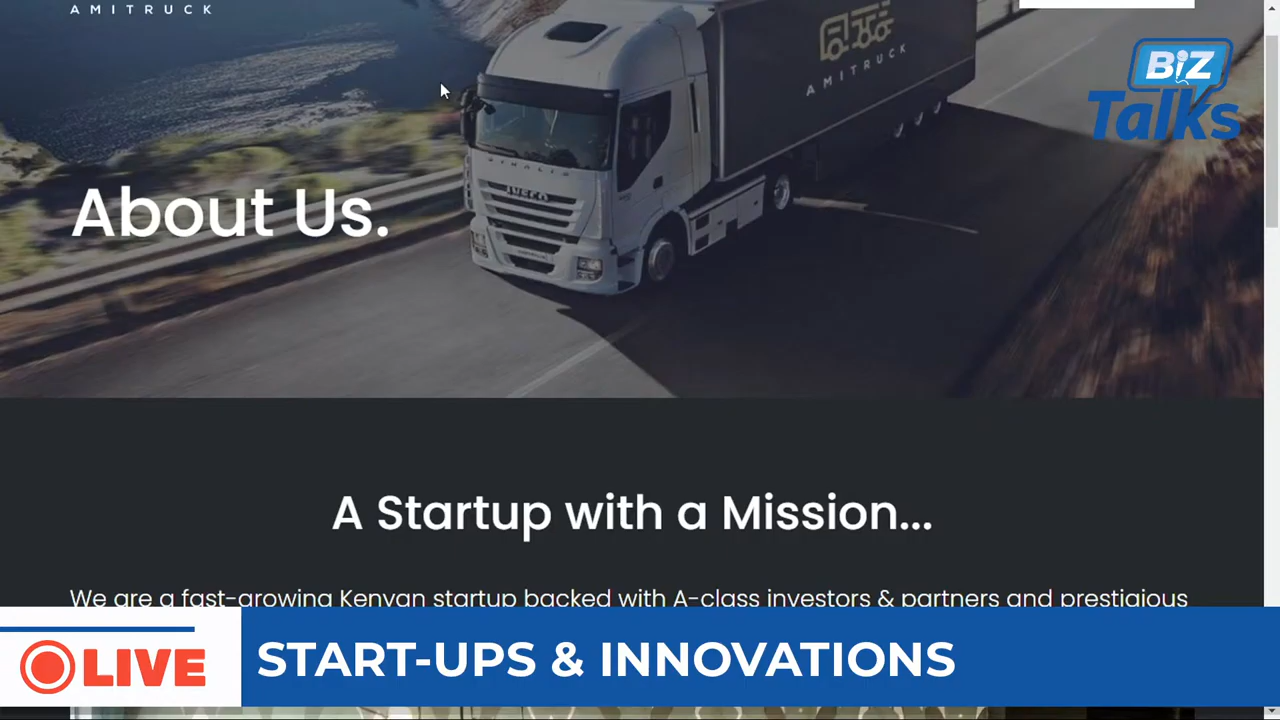 AMITRUCK
AMITRUCK
BiZ
Talks
IVECO
About Us.
A Startup with a Mission...
We are a fast-growing Kenyan startup backed with A-class investors & partners and prestigious
LIVE
START-UPS & INNOVATIONS